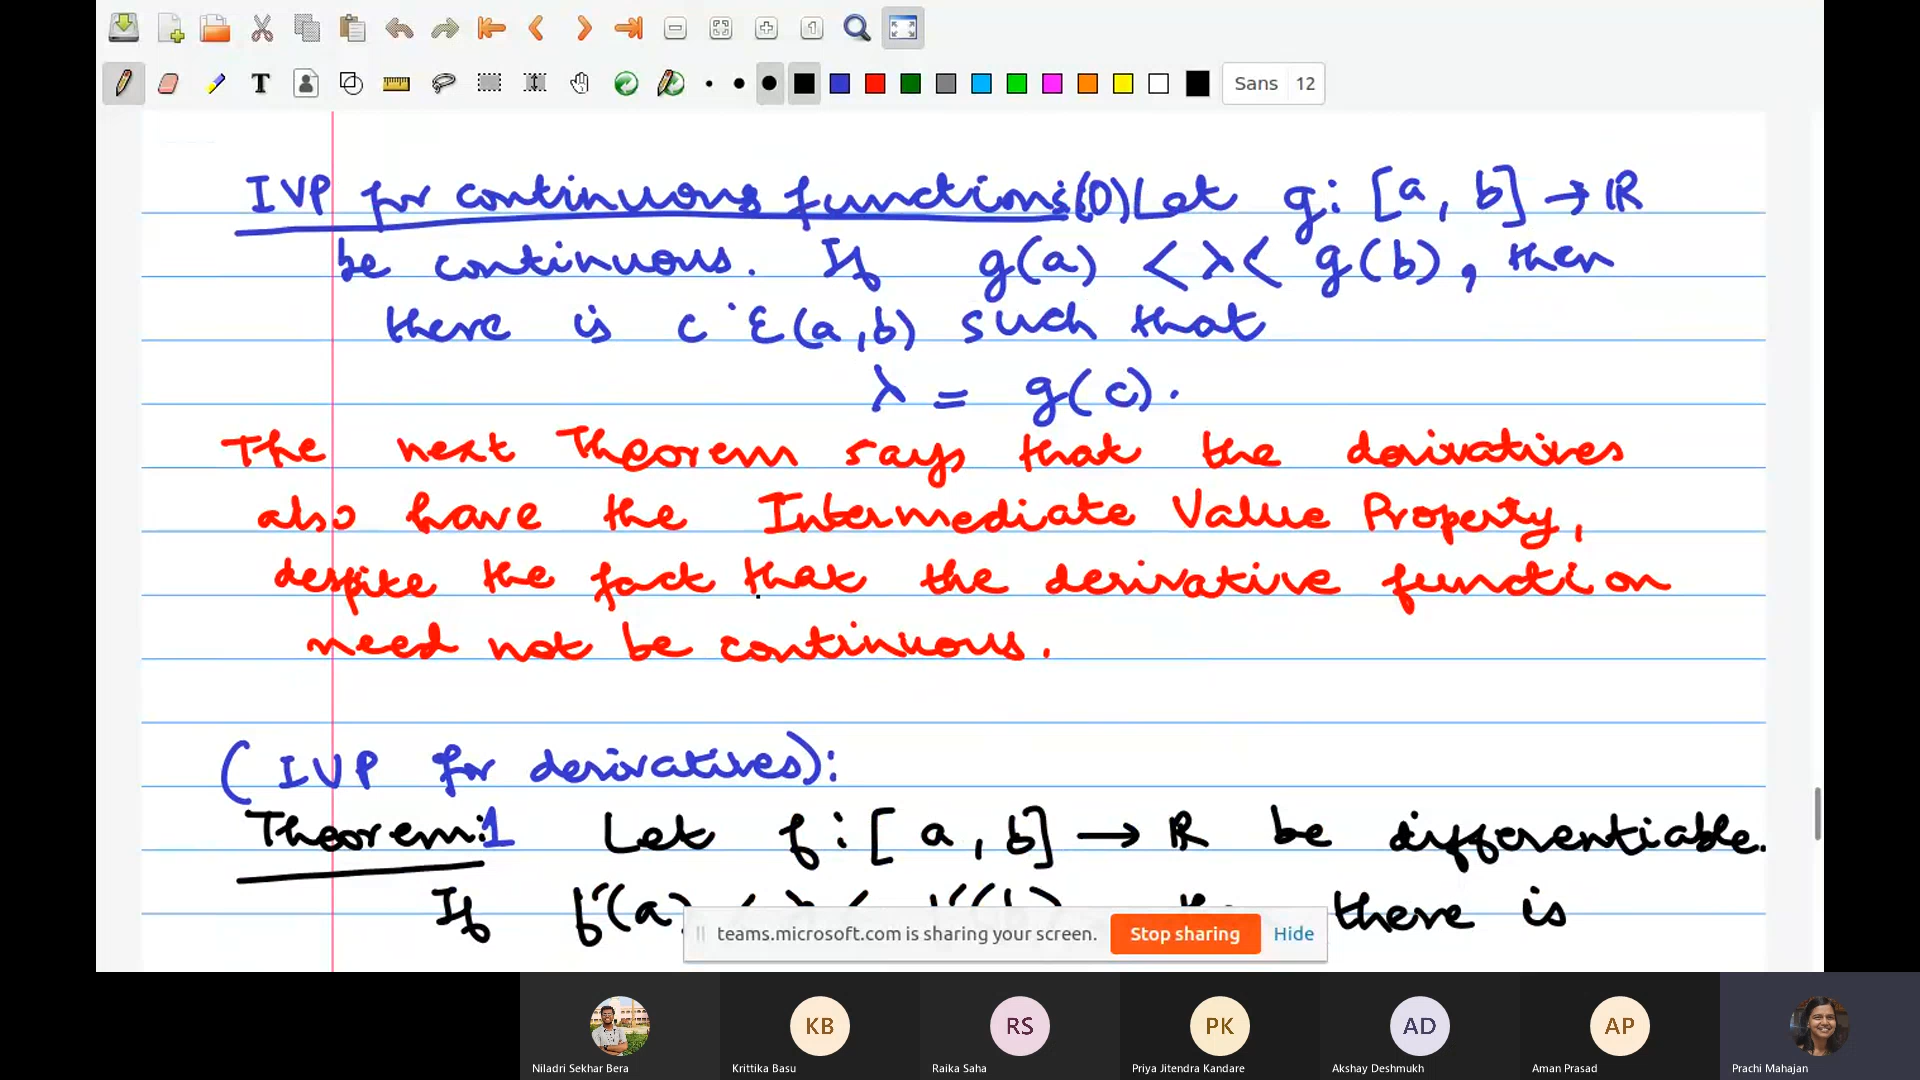 Sans 12
IVP for continuous functions:(0) Let g: [a, b] → ℝ
be continuous. If g(a) < λ < g(b), then
there is c ∈ (a,b) such that
λ = g(c).
The next Theorem says that the derivatives
also have the Intermediate Value Property,
despite the fact that the derivative function
need not be continuous.
(IVP for derivatives):
Theorem:1 Let f: [a, b] → ℝ be differentiable.
If f'(a) < λ < f'(b) there is
teams.microsoft.com is sharing your screen. Stop sharing Hide
KB RS PK AD AP
Niladri Sekhar Bera Krittika Basu Raika Saha Priya Jitendra Kandare Akshay Deshmukh Aman Prasad Prachi Mahajan